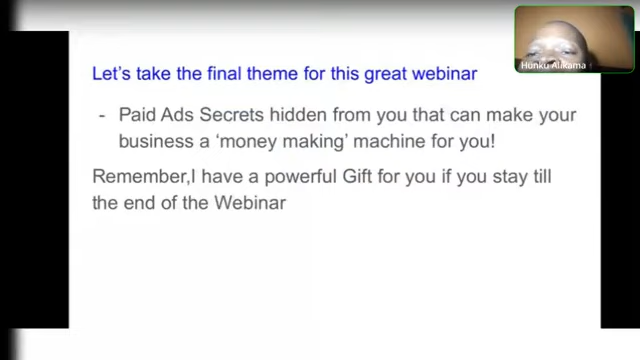 Hunku Alikama
Let's take the final theme for this great webinar
- Paid Ads Secrets hidden from you that can make your
business a ‘money making’ machine for you!
Remember,I have a powerful Gift for you if you stay till
the end of the Webinar